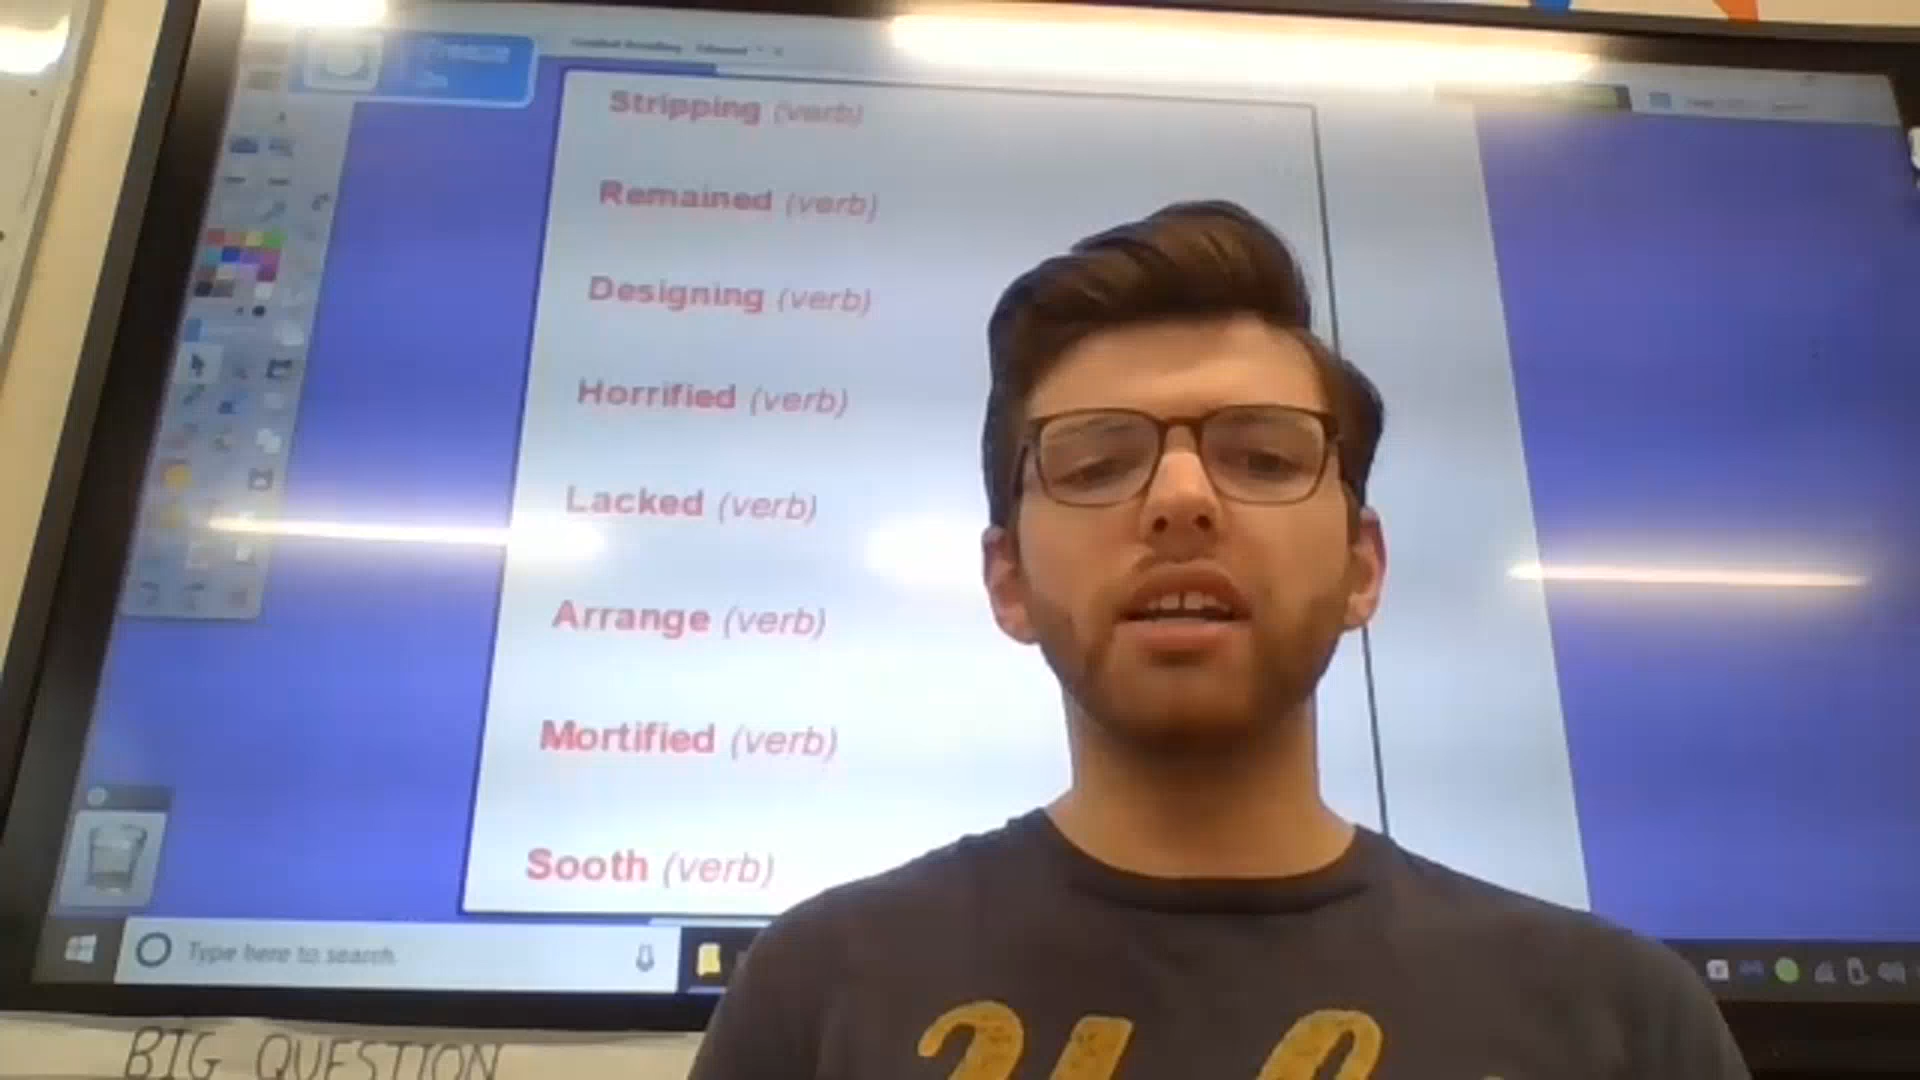 Stripping (verb)
Remained (verb)
Designing (verb)
Horrified (verb)
Lacked (verb)
Arrange (verb)
Mortified (verb)
Sooth (verb)
Type here to search
BIG QUESTION